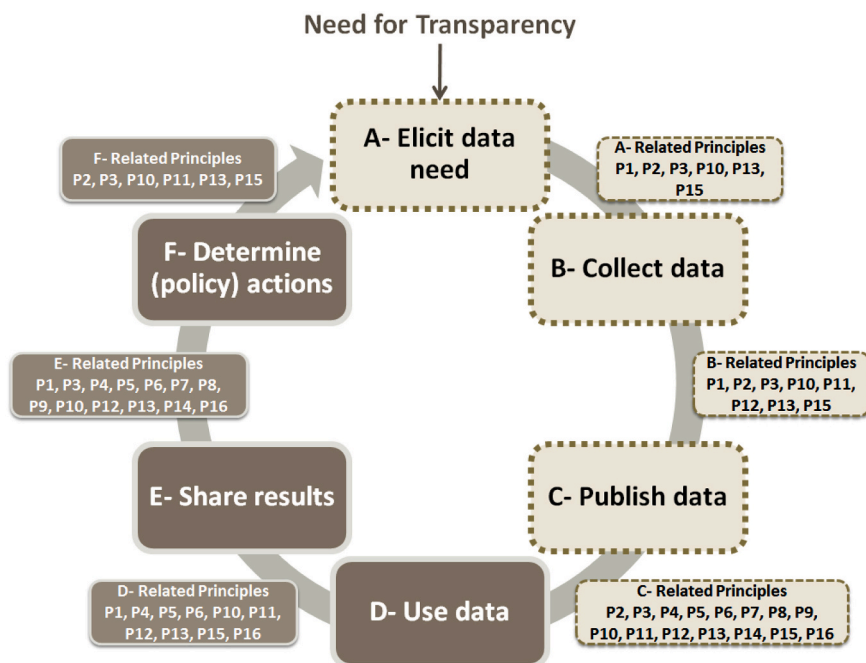 Need for Transparency
A- Elicit data
need
A- Related Principles
P1, P2, P3, P10, P13,
P15
B- Collect data
B- Related Principles
P1, P2, P3, P10, P11,
P12, P13, P15
C- Publish data
C- Related Principles
P2, P3, P4, P5, P6, P7, P8, P9,
P10, P11, P12, P13, P14, P15, P16
D- Use data
D- Related Principles
P1, P4, P5, P6, P10, P11,
P12, P13, P15, P16
E- Share results
E- Related Principles
P1, P3, P4, P5, P6, P7, P8,
P9, P10, P12, P13, P14, P16
F- Determine
(policy) actions
F- Related Principles
P2, P3, P10, P11, P13, P15